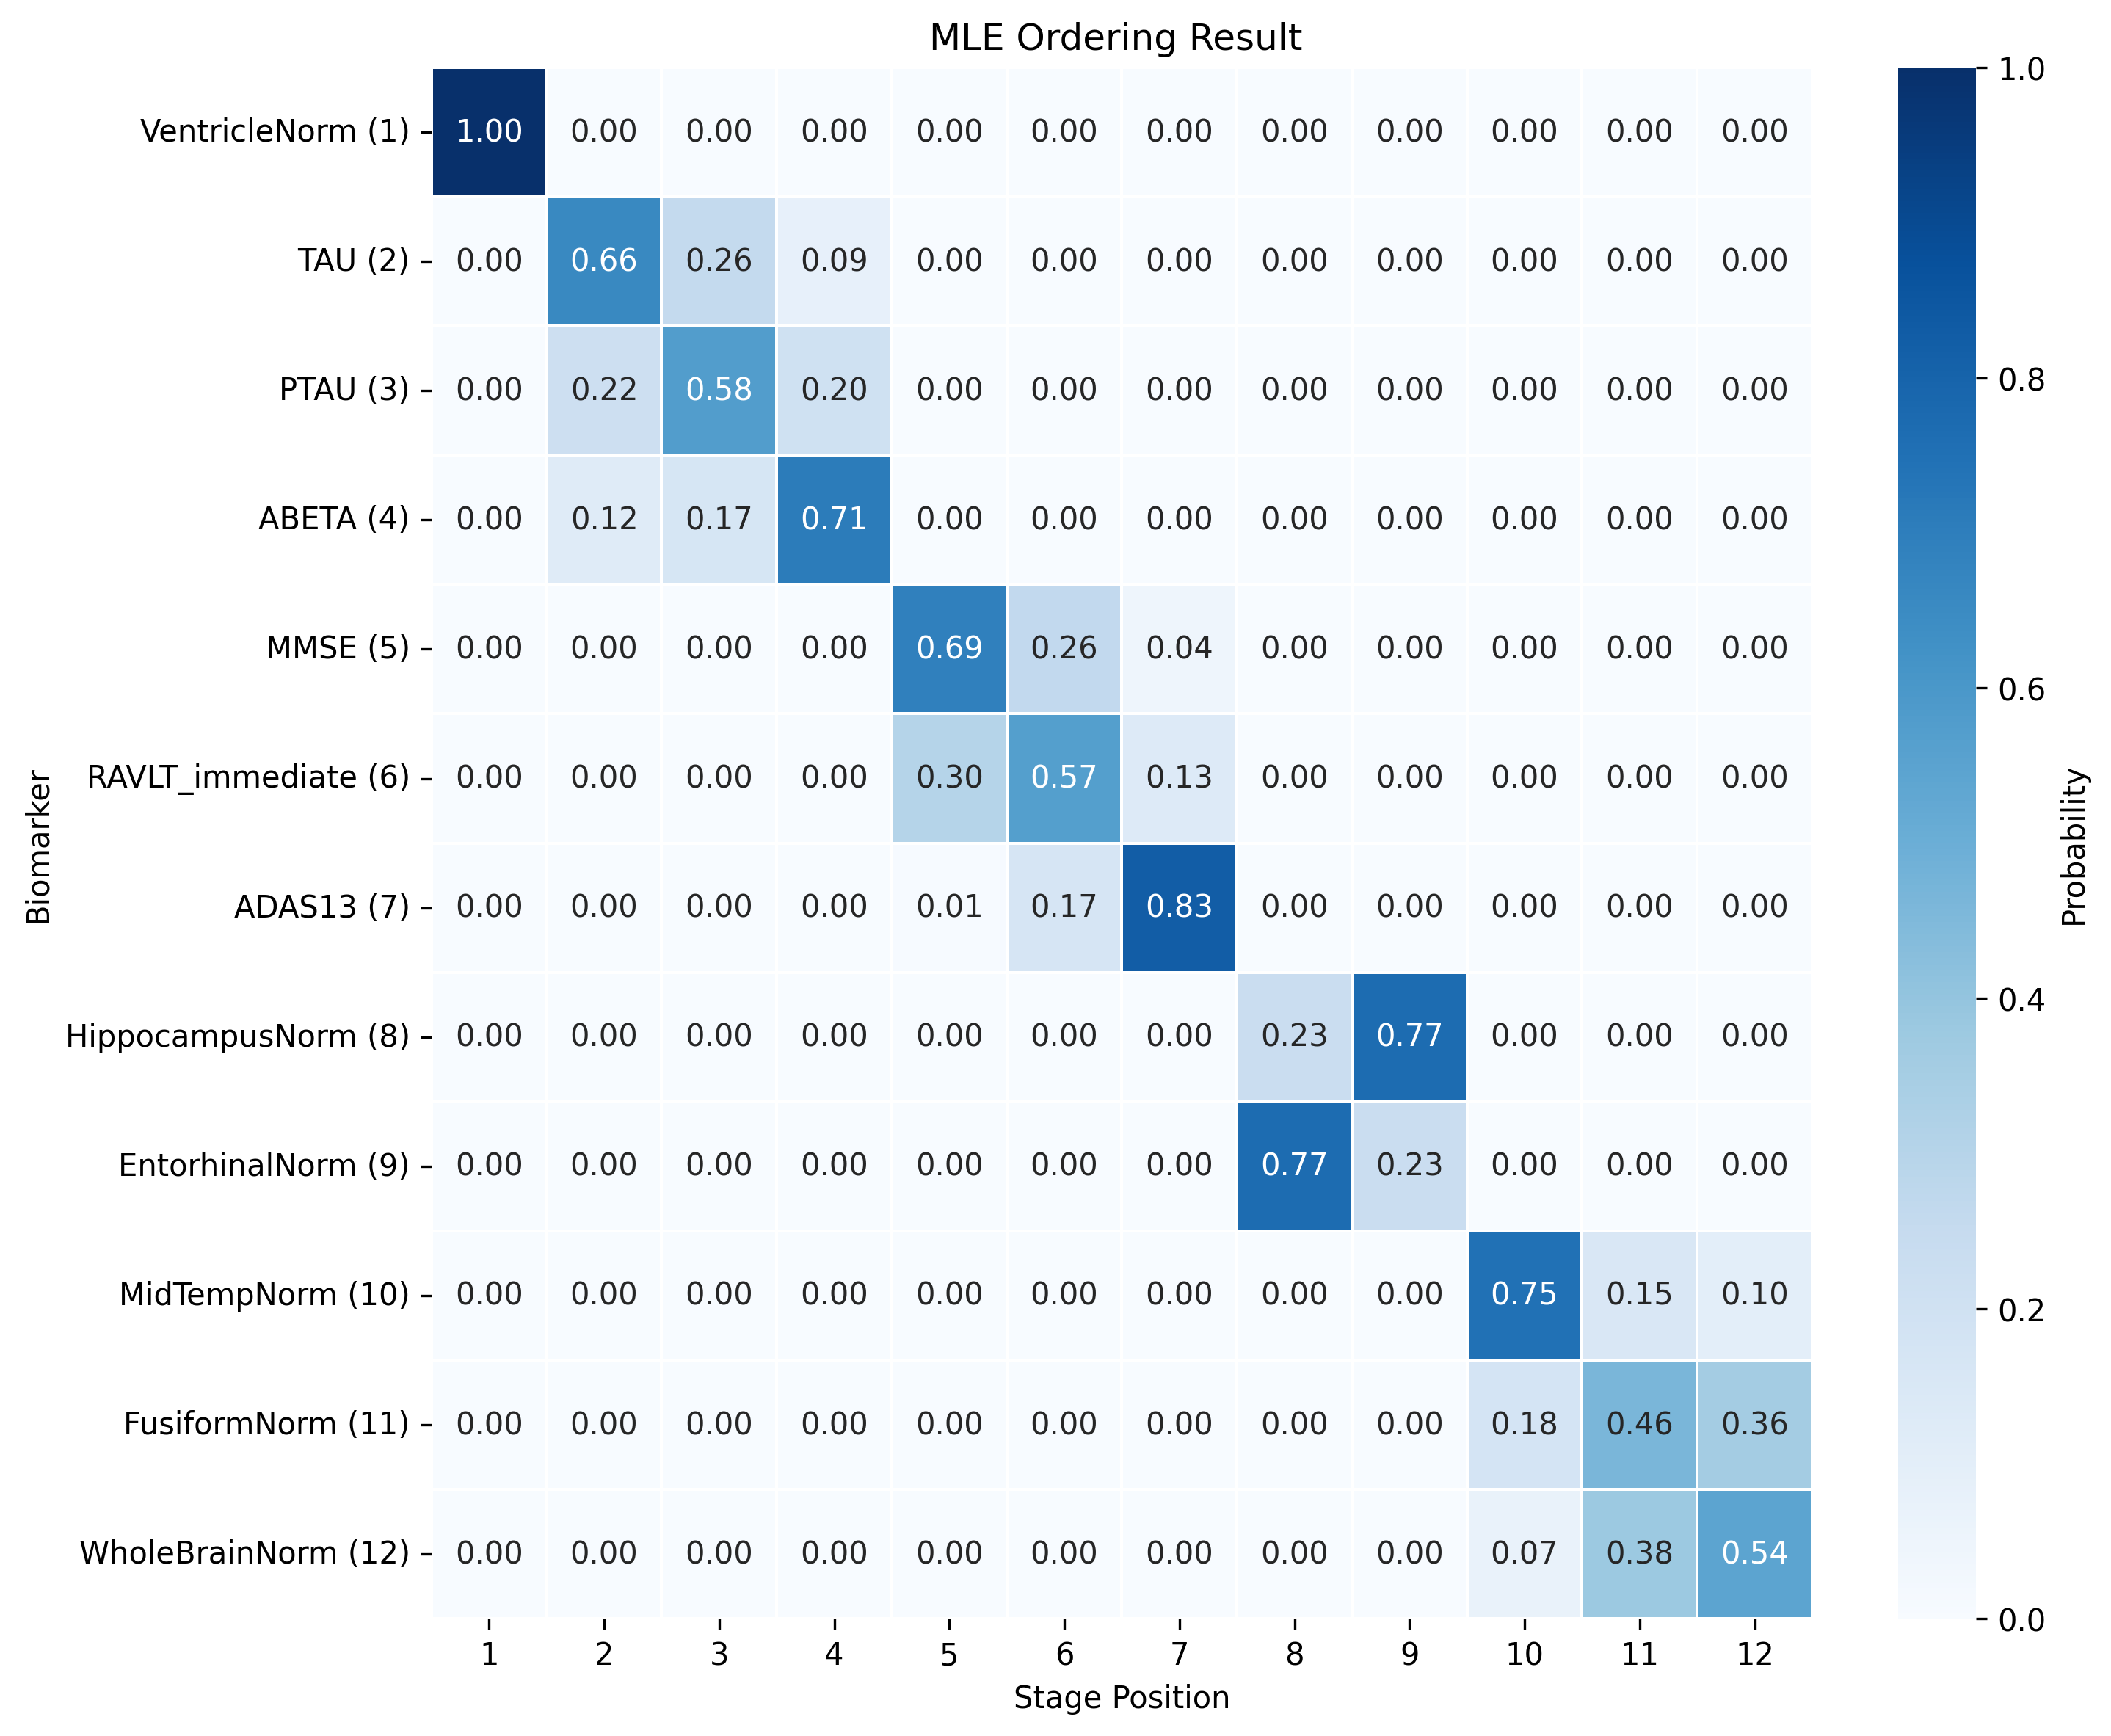 MLE Ordering Result
VentricleNorm (1) 1.00 0.00 0.00 0.00 0.00 0.00 0.00 0.00 0.00 0.00 0.00 0.00
TAU (2) 0.00 0.66 0.26 0.09 0.00 0.00 0.00 0.00 0.00 0.00 0.00 0.00
PTAU (3) 0.00 0.22 0.58 0.20 0.00 0.00 0.00 0.00 0.00 0.00 0.00 0.00
ABETA (4) 0.00 0.12 0.17 0.71 0.00 0.00 0.00 0.00 0.00 0.00 0.00 0.00
MMSE (5) 0.00 0.00 0.00 0.00 0.69 0.26 0.04 0.00 0.00 0.00 0.00 0.00
RAVLT_immediate (6) 0.00 0.00 0.00 0.00 0.30 0.57 0.13 0.00 0.00 0.00 0.00 0.00
ADAS13 (7) 0.00 0.00 0.00 0.00 0.01 0.17 0.83 0.00 0.00 0.00 0.00 0.00
HippocampusNorm (8) 0.00 0.00 0.00 0.00 0.00 0.00 0.00 0.23 0.77 0.00 0.00 0.00
EntorhinalNorm (9) 0.00 0.00 0.00 0.00 0.00 0.00 0.00 0.77 0.23 0.00 0.00 0.00
MidTempNorm (10) 0.00 0.00 0.00 0.00 0.00 0.00 0.00 0.00 0.00 0.75 0.15 0.10
FusiformNorm (11) 0.00 0.00 0.00 0.00 0.00 0.00 0.00 0.00 0.00 0.18 0.46 0.36
WholeBrainNorm (12) 0.00 0.00 0.00 0.00 0.00 0.00 0.00 0.00 0.00 0.07 0.38 0.54
1 2 3 4 5 6 7 8 9 10 11 12
Stage Position
Biomarker
1.0
0.8
0.6
0.4
0.2
0.0
Probability